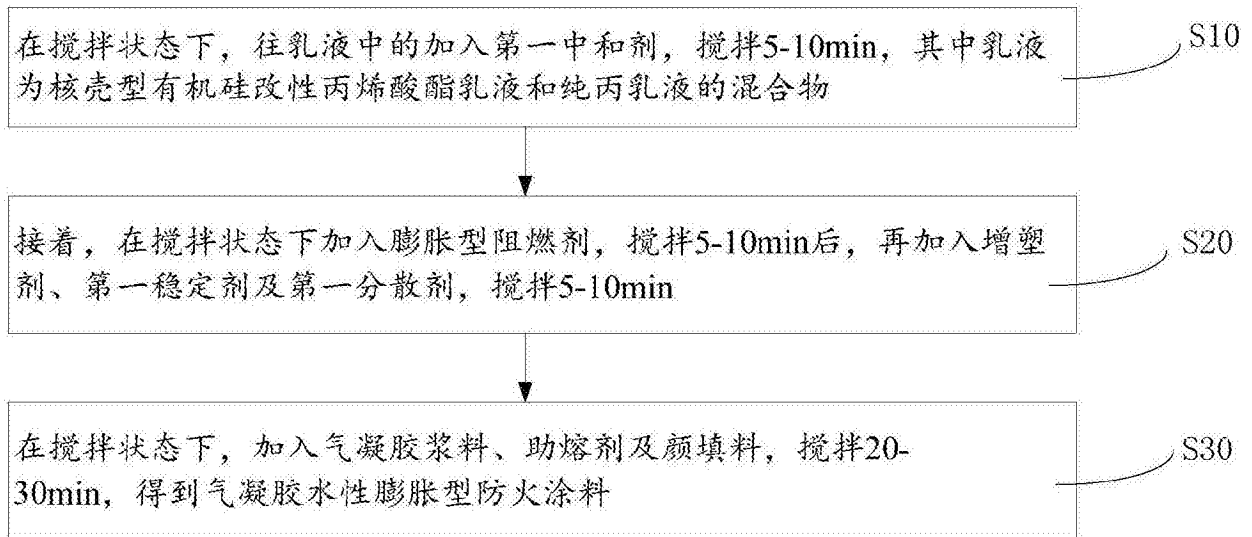 在搅拌状态下，往乳液中的加入第一中和剂，搅拌5-10min，其中乳液
为核壳型有机硅改性丙烯酸酯乳液和纯丙乳液的混合物
S10
接着，在搅拌状态下加入膨胀型阻燃剂，搅拌5-10min后，再加入增塑
剂、第一稳定剂及第一分散剂，搅拌5-10min
S20
在搅拌状态下、加入气凝胶浆料、助熔剂及颜填料，搅拌20-
30min，得到气凝胶水性膨胀型防火涂料
S30